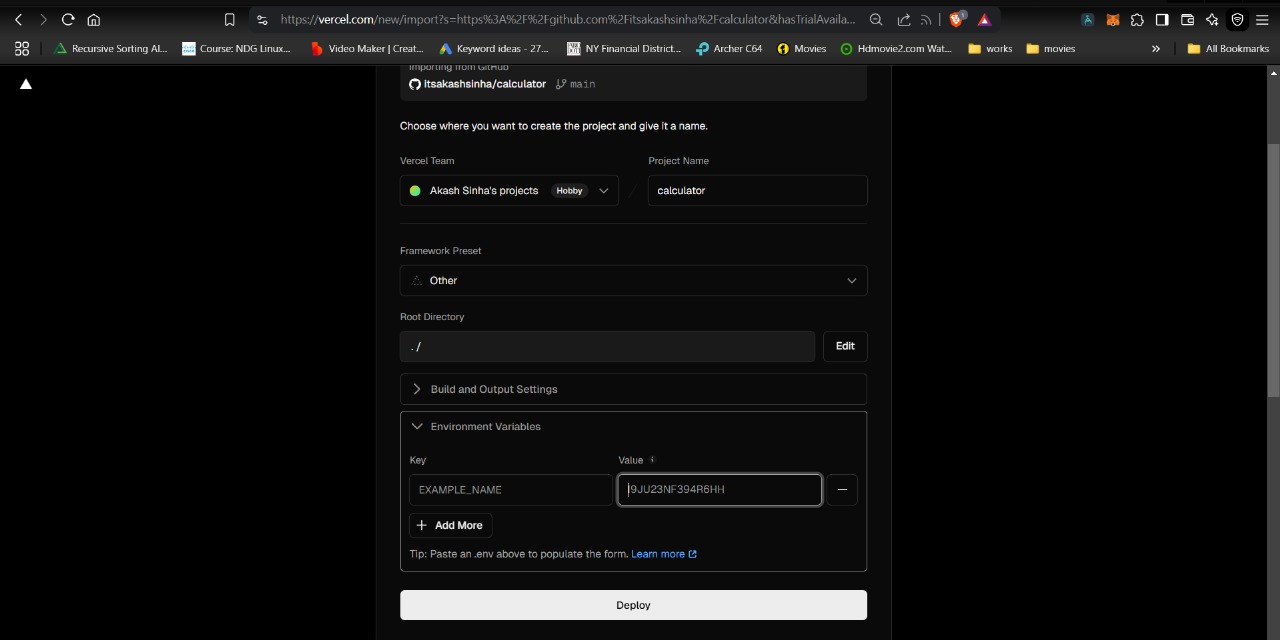 https://vercel.com/new/import?s=https%3A%2F%2Fgithub.com%2Fitsakashsinha%2Fcalculator&hasTrialAvaila...
Recursive Sorting Al... Course: NDG Linux... Video Maker | Creat... Keyword ideas - 27... NY Financial District... Archer C64 Movies Hdmovie2.com Wat... works movies » All Bookmarks
Importing from GitHub
itsakashsinha/calculator main
Choose where you want to create the project and give it a name.
Vercel Team Project Name
Akash Sinha's projects Hobby / calculator
Framework Preset
Other
Root Directory
./ Edit
Build and Output Settings
Environment Variables
Key Value
EXAMPLE_NAME I9JU23NF394R6HH
Add More
Tip: Paste an .env above to populate the form. Learn more
Deploy